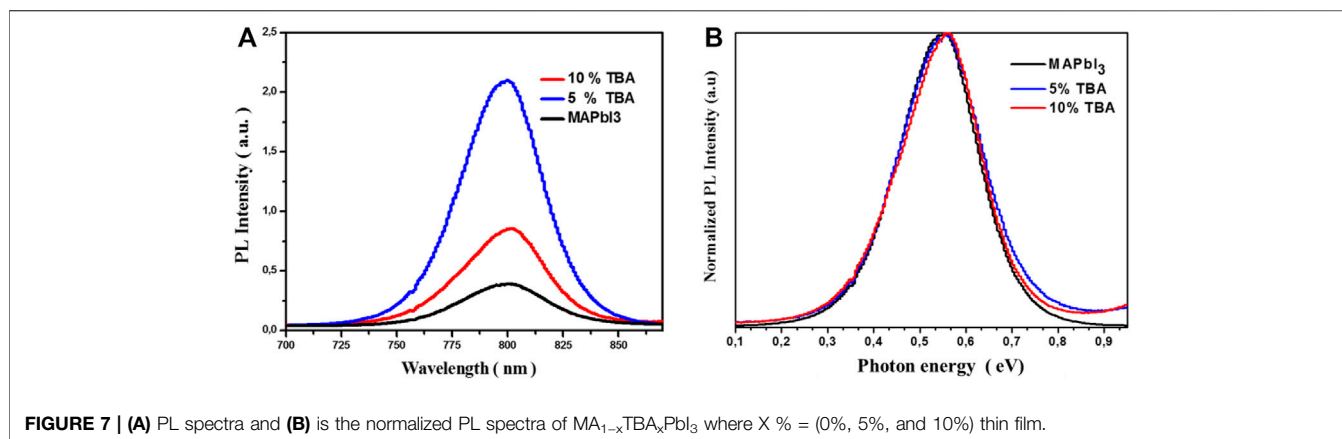 A
PL Intensity ( a.u.)
2,5
2,0
1,5
1,0
0,5
0,0
10 % TBA
5 % TBA
MAPbI3
700 725 750 775 800 825 850
Wavelength ( nm )
B
Normalized PL Intensity (a.u)
MAPbI₃
5% TBA
10% TBA
0,1 0,2 0,3 0,4 0,5 0,6 0,7 0,8 0,9
Photon energy ( eV)
FIGURE 7 | (A) PL spectra and (B) is the normalized PL spectra of MA₁₋ₓTBAₓPbI₃ where X % = (0%, 5%, and 10%) thin film.